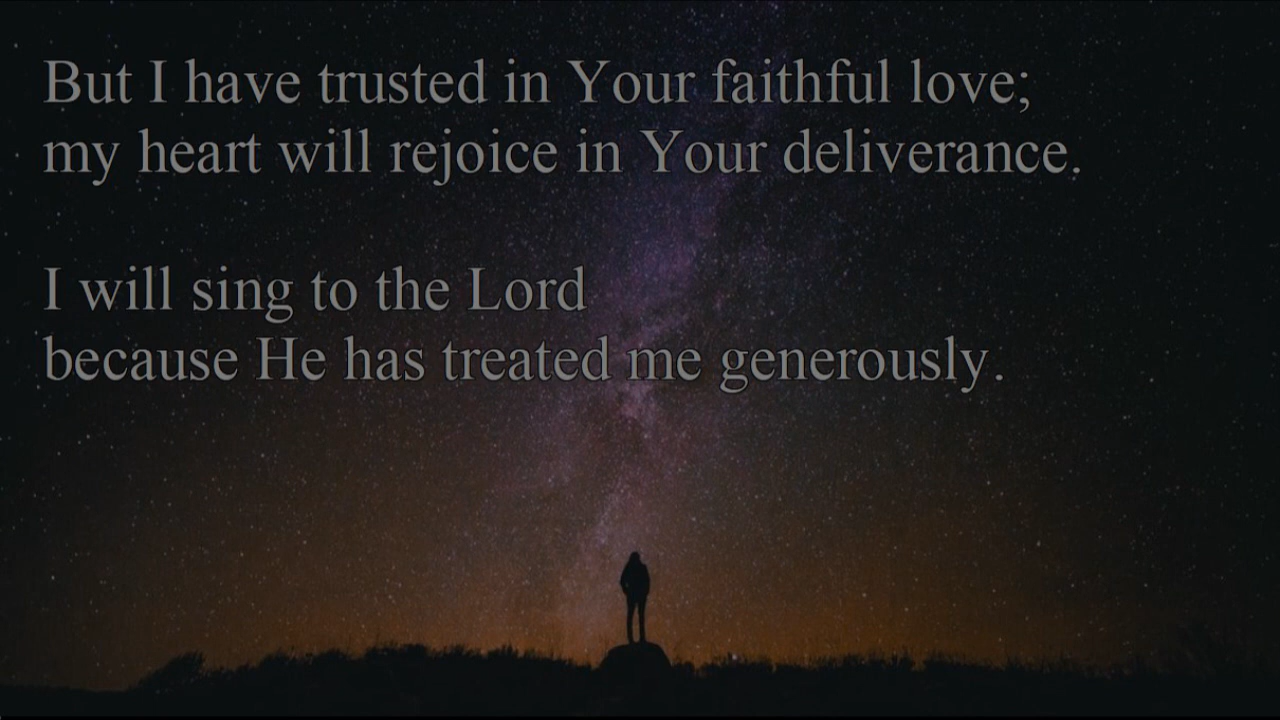 But I have trusted in Your faithful love;
my heart will rejoice in Your deliverance.
I will sing to the Lord
because He has treated me generously.